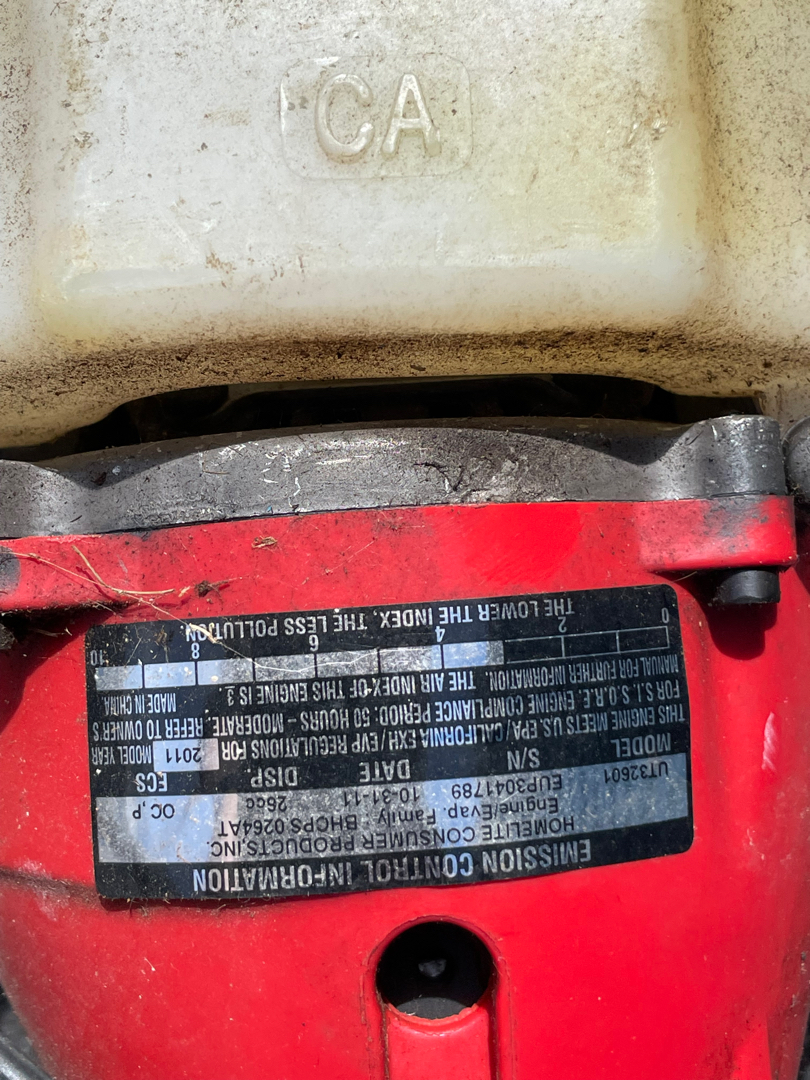 CA
EMISSION CONTROL INFORMATION
HOMELITE CONSUMER PRODUCTS,INC.
Engine/Evap. Family : BHCPS 0264AT
EUP3041789 10-31-11 26cc OC,P
UT32601
MODEL S/N DATE DISP. ECS
THIS ENGINE MEETS U.S. EPA / CALIFORNIA EXH / EVP REGULATIONS FOR 2011 MODEL YEAR
FOR S.I. S.O.R.E. ENGINE COMPLIANCE PERIOD: 50 HOURS – MODERATE. REFER TO OWNER'S
MANUAL FOR FURTHER INFORMATION. THE AIR INDEX OF THIS ENGINE IS 3. MADE IN CHINA
0 2 4 6 8 10
THE LOWER THE INDEX, THE LESS POLLUTION.